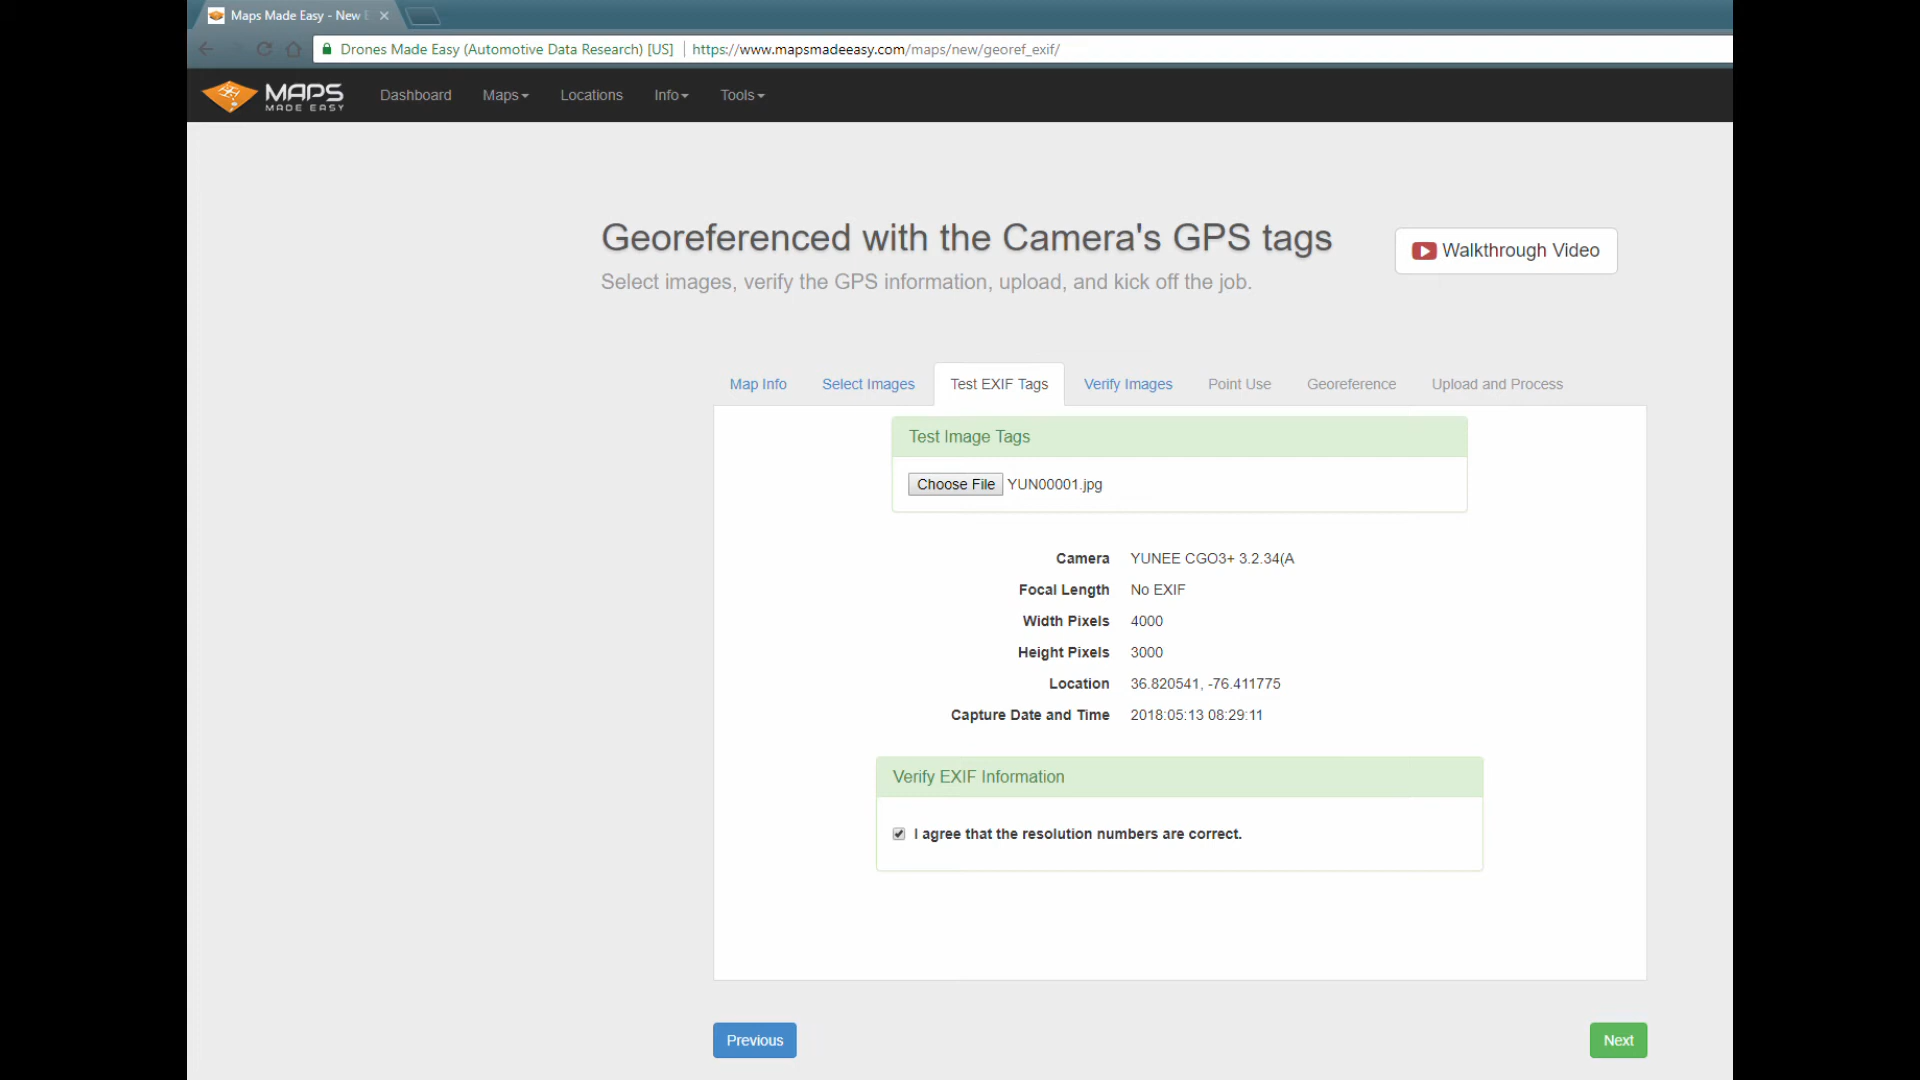 Maps Made Easy - New
Drones Made Easy (Automotive Data Research) [US] https://www.mapsmadeeasy.com/maps/new/georef_exif/
MAPS
MADE EASY
Dashboard Maps Locations Info Tools
Georeferenced with the Camera's GPS tags
Walkthrough Video
Select images, verify the GPS information, upload, and kick off the job.
Map Info Select Images Test EXIF Tags Verify Images Point Use Georeference Upload and Process
Test Image Tags
Choose File YUN00001.jpg
Camera YUNEE CGO3+ 3.2.34(A
Focal Length No EXIF
Width Pixels 4000
Height Pixels 3000
Location 36.820541, -76.411775
Capture Date and Time 2018:05:13 08:29:11
Verify EXIF Information
I agree that the resolution numbers are correct.
Previous Next